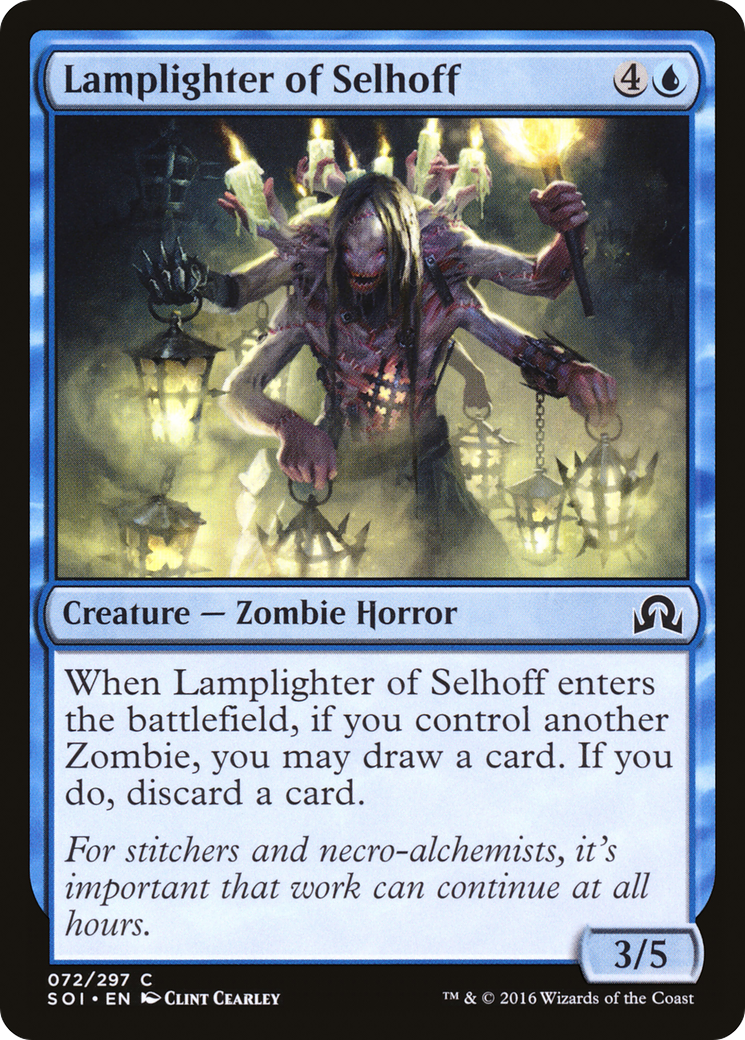 Lamplighter of Selhoff 4
Creature — Zombie Horror
When Lamplighter of Selhoff enters
the battlefield, if you control another
Zombie, you may draw a card. If you
do, discard a card.
For stitchers and necro-alchemists, it's
important that work can continue at all
hours.
3/5
072/297 C
SOI • EN CLINT CEARLEY
™ & © 2016 Wizards of the Coast